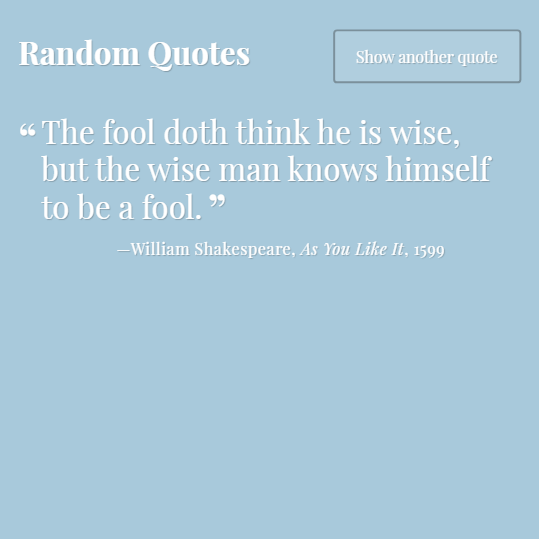 Random Quotes
Show another quote
“The fool doth think he is wise,
but the wise man knows himself
to be a fool.”
—William Shakespeare, As You Like It, 1599